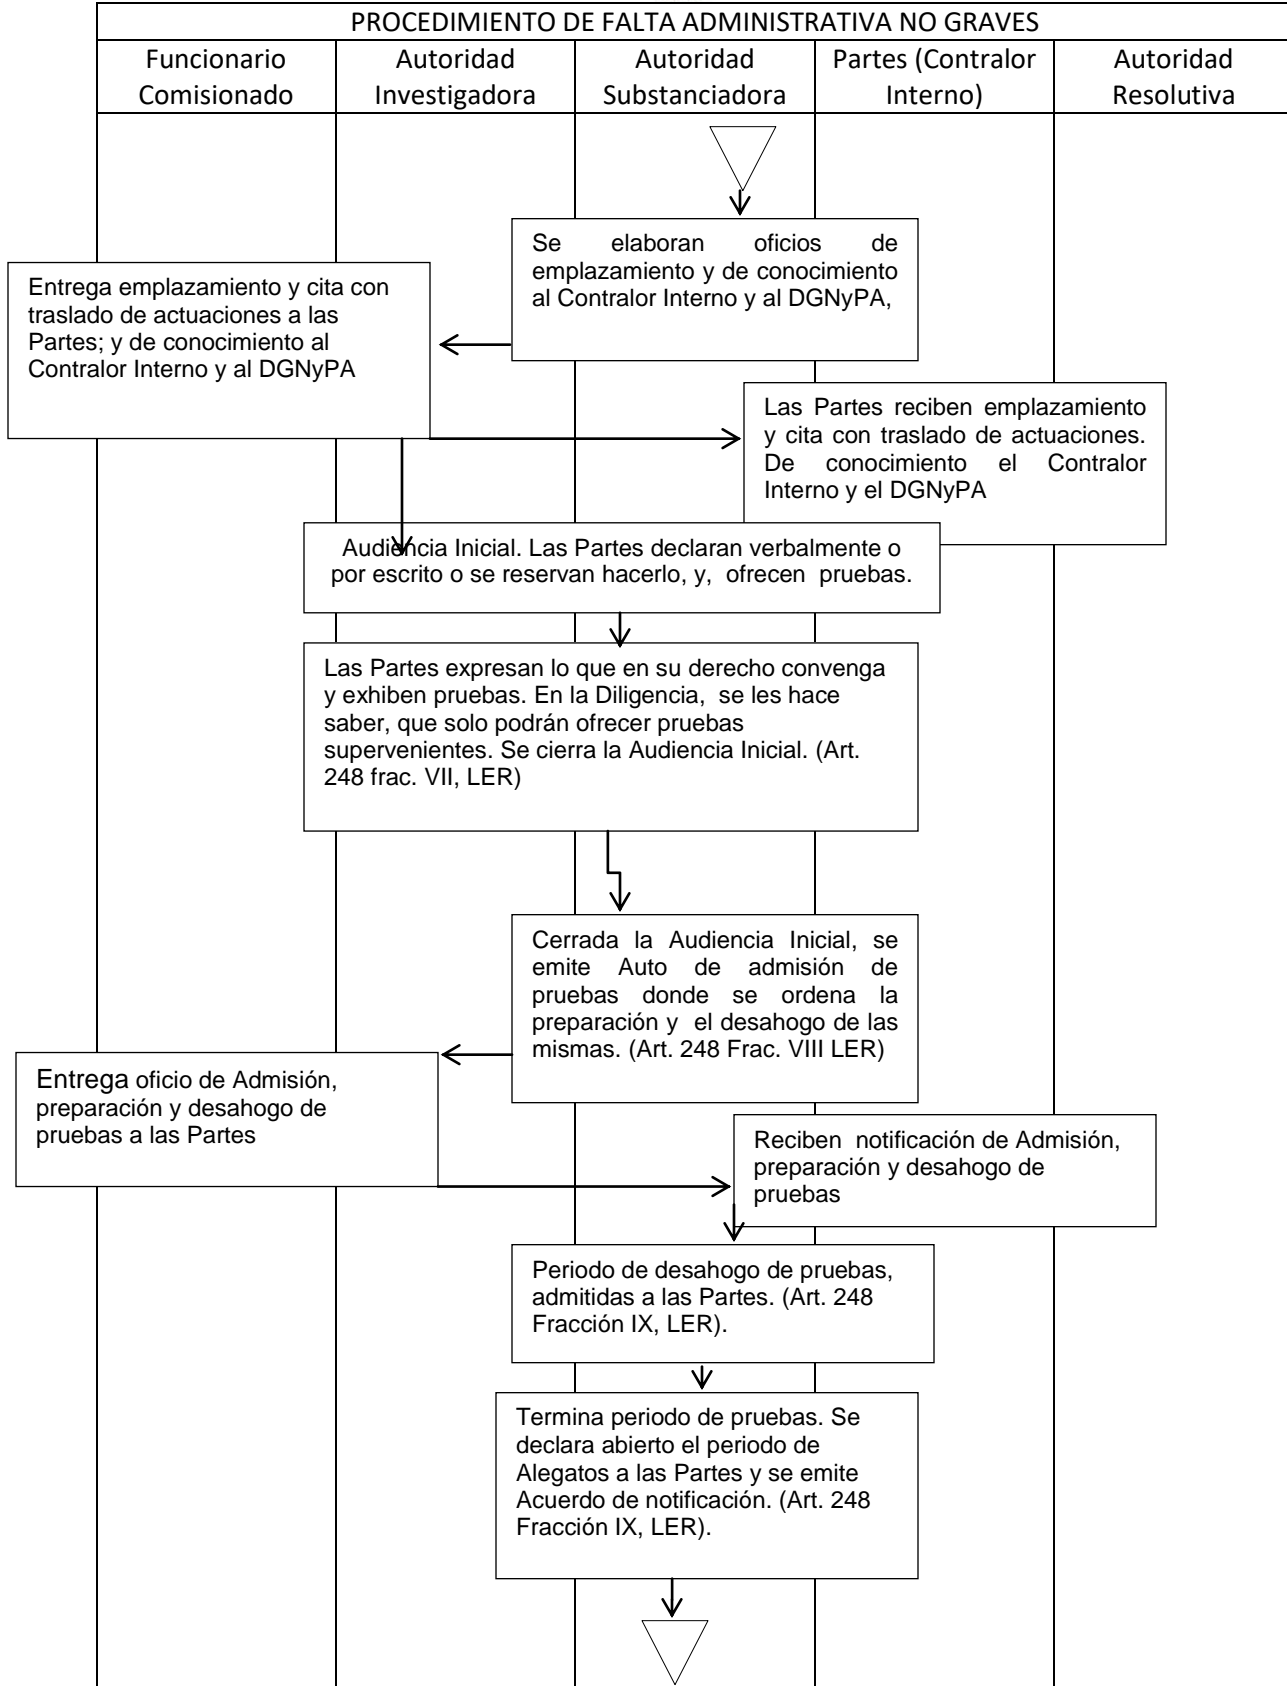 PROCEDIMIENTO DE FALTA ADMINISTRATIVA NO GRAVES
Funcionario
Comisionado
Autoridad
Investigadora
Autoridad
Substanciadora
Partes (Contralor
Interno)
Autoridad
Resolutiva
Se elaboran oficios de
emplazamiento y de conocimiento
al Contralor Interno y al DGNyPA,
Entrega emplazamiento y cita con
traslado de actuaciones a las
Partes; y de conocimiento al
Contralor Interno y al DGNyPA
Las Partes reciben emplazamiento
y cita con traslado de actuaciones.
De conocimiento el Contralor
Interno y el DGNyPA
Audiencia Inicial. Las Partes declaran verbalmente o
por escrito o se reservan hacerlo, y, ofrecen pruebas.
Las Partes expresan lo que en su derecho convenga
y exhiben pruebas. En la Diligencia, se les hace
saber, que solo podrán ofrecer pruebas
supervenientes. Se cierra la Audiencia Inicial. (Art.
248 frac. VII, LER)
Cerrada la Audiencia Inicial, se
emite Auto de admisión de
pruebas donde se ordena la
preparación y el desahogo de las
mismas. (Art. 248 Frac. VIII LER)
Entrega oficio de Admisión,
preparación y desahogo de
pruebas a las Partes
Reciben notificación de Admisión,
preparación y desahogo de
pruebas
Periodo de desahogo de pruebas,
admitidas a las Partes. (Art. 248
Fracción IX, LER).
Termina periodo de pruebas. Se
declara abierto el periodo de
Alegatos a las Partes y se emite
Acuerdo de notificación. (Art. 248
Fracción IX, LER).